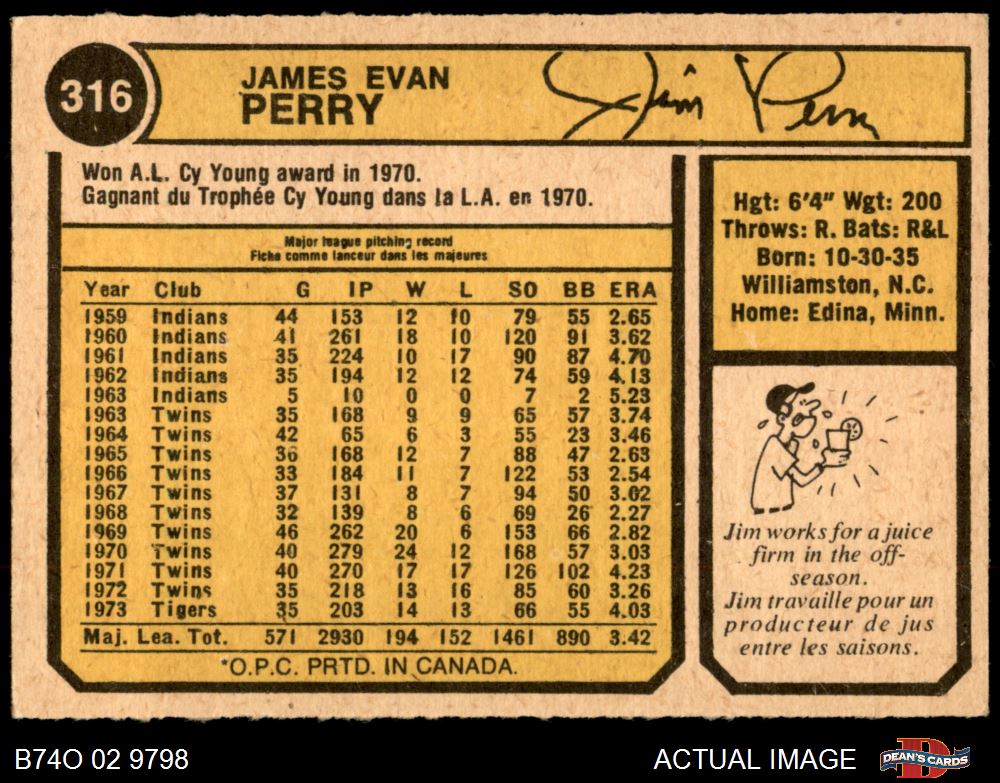 316
JAMES EVAN
PERRY
Jim Perry
Won A.L. Cy Young award in 1970.
Gagnant du Trophée Cy Young dans la L.A. en 1970.
Major league pitching record
Fiche comme lanceur dans les majeures
Year Club G IP W L SO BB ERA
1959 Indians 44 153 12 10 79 55 2.65
1960 Indians 41 261 18 10 120 91 3.62
1961 Indians 35 224 10 17 90 87 4.70
1962 Indians 35 194 12 12 74 59 4.13
1963 Indians 5 10 0 0 7 2 5.23
1963 Twins 35 168 9 9 65 57 3.74
1964 Twins 42 65 6 3 55 23 3.46
1965 Twins 36 168 12 7 88 47 2.63
1966 Twins 33 184 11 7 122 53 2.54
1967 Twins 37 131 8 7 94 50 3.02
1968 Twins 32 139 8 6 69 26 2.27
1969 Twins 46 262 20 6 153 66 2.82
1970 Twins 40 279 24 12 168 57 3.03
1971 Twins 40 270 17 17 126 102 4.23
1972 Twins 35 218 13 16 85 60 3.26
1973 Tigers 35 203 14 13 66 55 4.03
Maj. Lea. Tot. 571 2930 194 152 1461 890 3.42
*O.P.C. PRTD. IN CANADA.
Hgt: 6'4" Wgt: 200
Throws: R. Bats: R&L
Born: 10-30-35
Williamston, N.C.
Home: Edina, Minn.
Jim works for a juice
firm in the off-
season.
Jim travaille pour un
producteur de jus
entre les saisons.
B74O 02 9798
ACTUAL IMAGE
D
DEAN'S CARDS